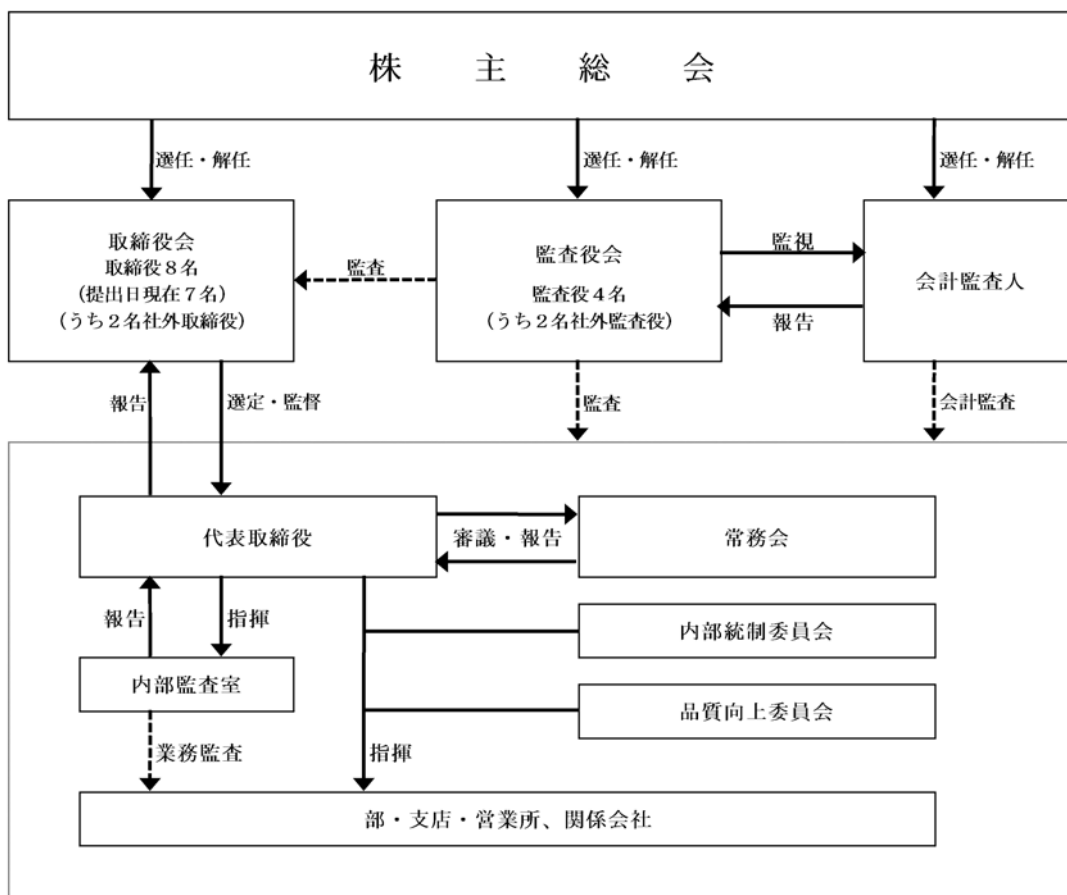 株主総会
選任・解任
選任・解任
選任・解任
取締役会
取締役8名
(提出日現在7名)
(うち2名社外取締役)
監査
監査役会
監査役4名
(うち2名社外監査役)
監視
報告
会計監査人
報告
選定・監督
監査
会計監査
代表取締役
審議・報告
常務会
報告
指揮
内部統制委員会
内部監査室
品質向上委員会
業務監査
指揮
部・支店・営業所、関係会社